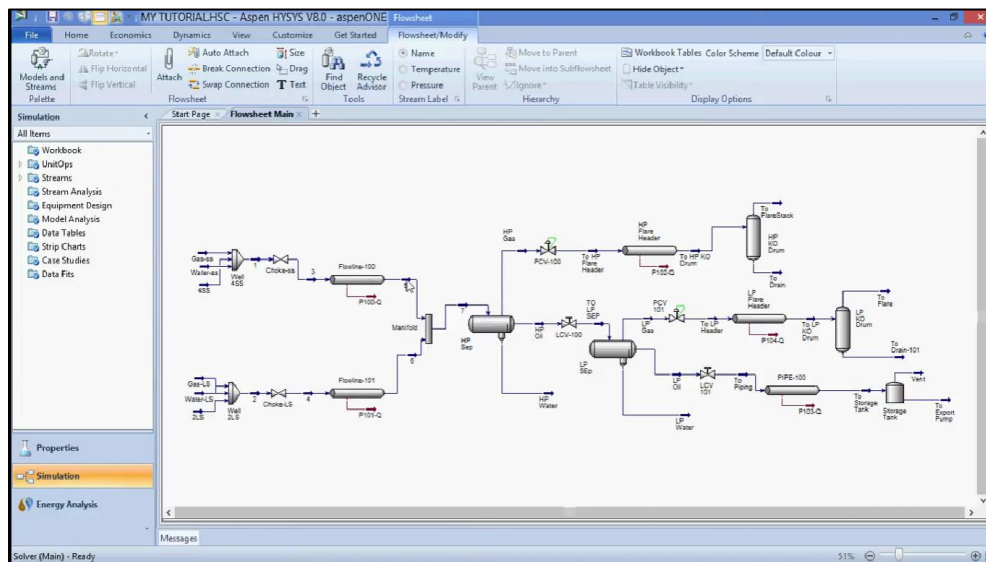 MY TUTORIAL.HSC - Aspen HYSYS V8.0 - aspenONE
Flowsheet
File
Home
Economics
Dynamics
View
Customize
Get Started
Flowsheet/Modify
Models and
Streams
Palette
Rotate
Flip Horizontal
Flip Vertical
Attach
Auto Attach
Break Connection
Swap Connection
Size
Drag
Text
Flowsheet
Find
Object
Recycle
Advisor
Tools
Name
Temperature
Pressure
Stream Label
View
Parent
Move to Parent
Move into Subflowsheet
Ignore
Hierarchy
Workbook Tables
Color Scheme
Default Colour
Hide Object
Table Visibility
Display Options
Simulation
All Items
Workbook
UnitOps
Streams
Stream Analysis
Equipment Design
Model Analysis
Data Tables
Strip Charts
Case Studies
Data Fits
Properties
Simulation
Energy Analysis
Start Page
Flowsheet Main
Gas-ss
Water-ss
4SS
Well
4SS
1
Choke-ss
3
Flowline-100
P100-Q
Manifold
Gas-LS
Water-LS
2LS
Well
2LS
2
Choke-LS
4
Flowline-101
P101-Q
6
7
HP
Sep
HP
Gas
PCV-100
To HP
Flare
Header
HP
Flare
Header
P102-Q
To HP KO
Drum
To
FlareStack
HP
KO
Drum
To
Drain
HP
Oil
LCV-100
TO
LP
SEP
LP
SEp
HP
Water
LP
Gas
PCV
101
To LP
Header
LP
Flare
Header
P104-Q
To LP
KO
Drum
To
Flare
LP
KO
Drum
To
Drain-101
LP
Oil
LCV
101
To
Piping
PIPE-100
P103-Q
To
Storage
Tank
Storage
Tank
Vent
To
Export
Pump
LP
Water
Messages
Solver (Main) - Ready
51%